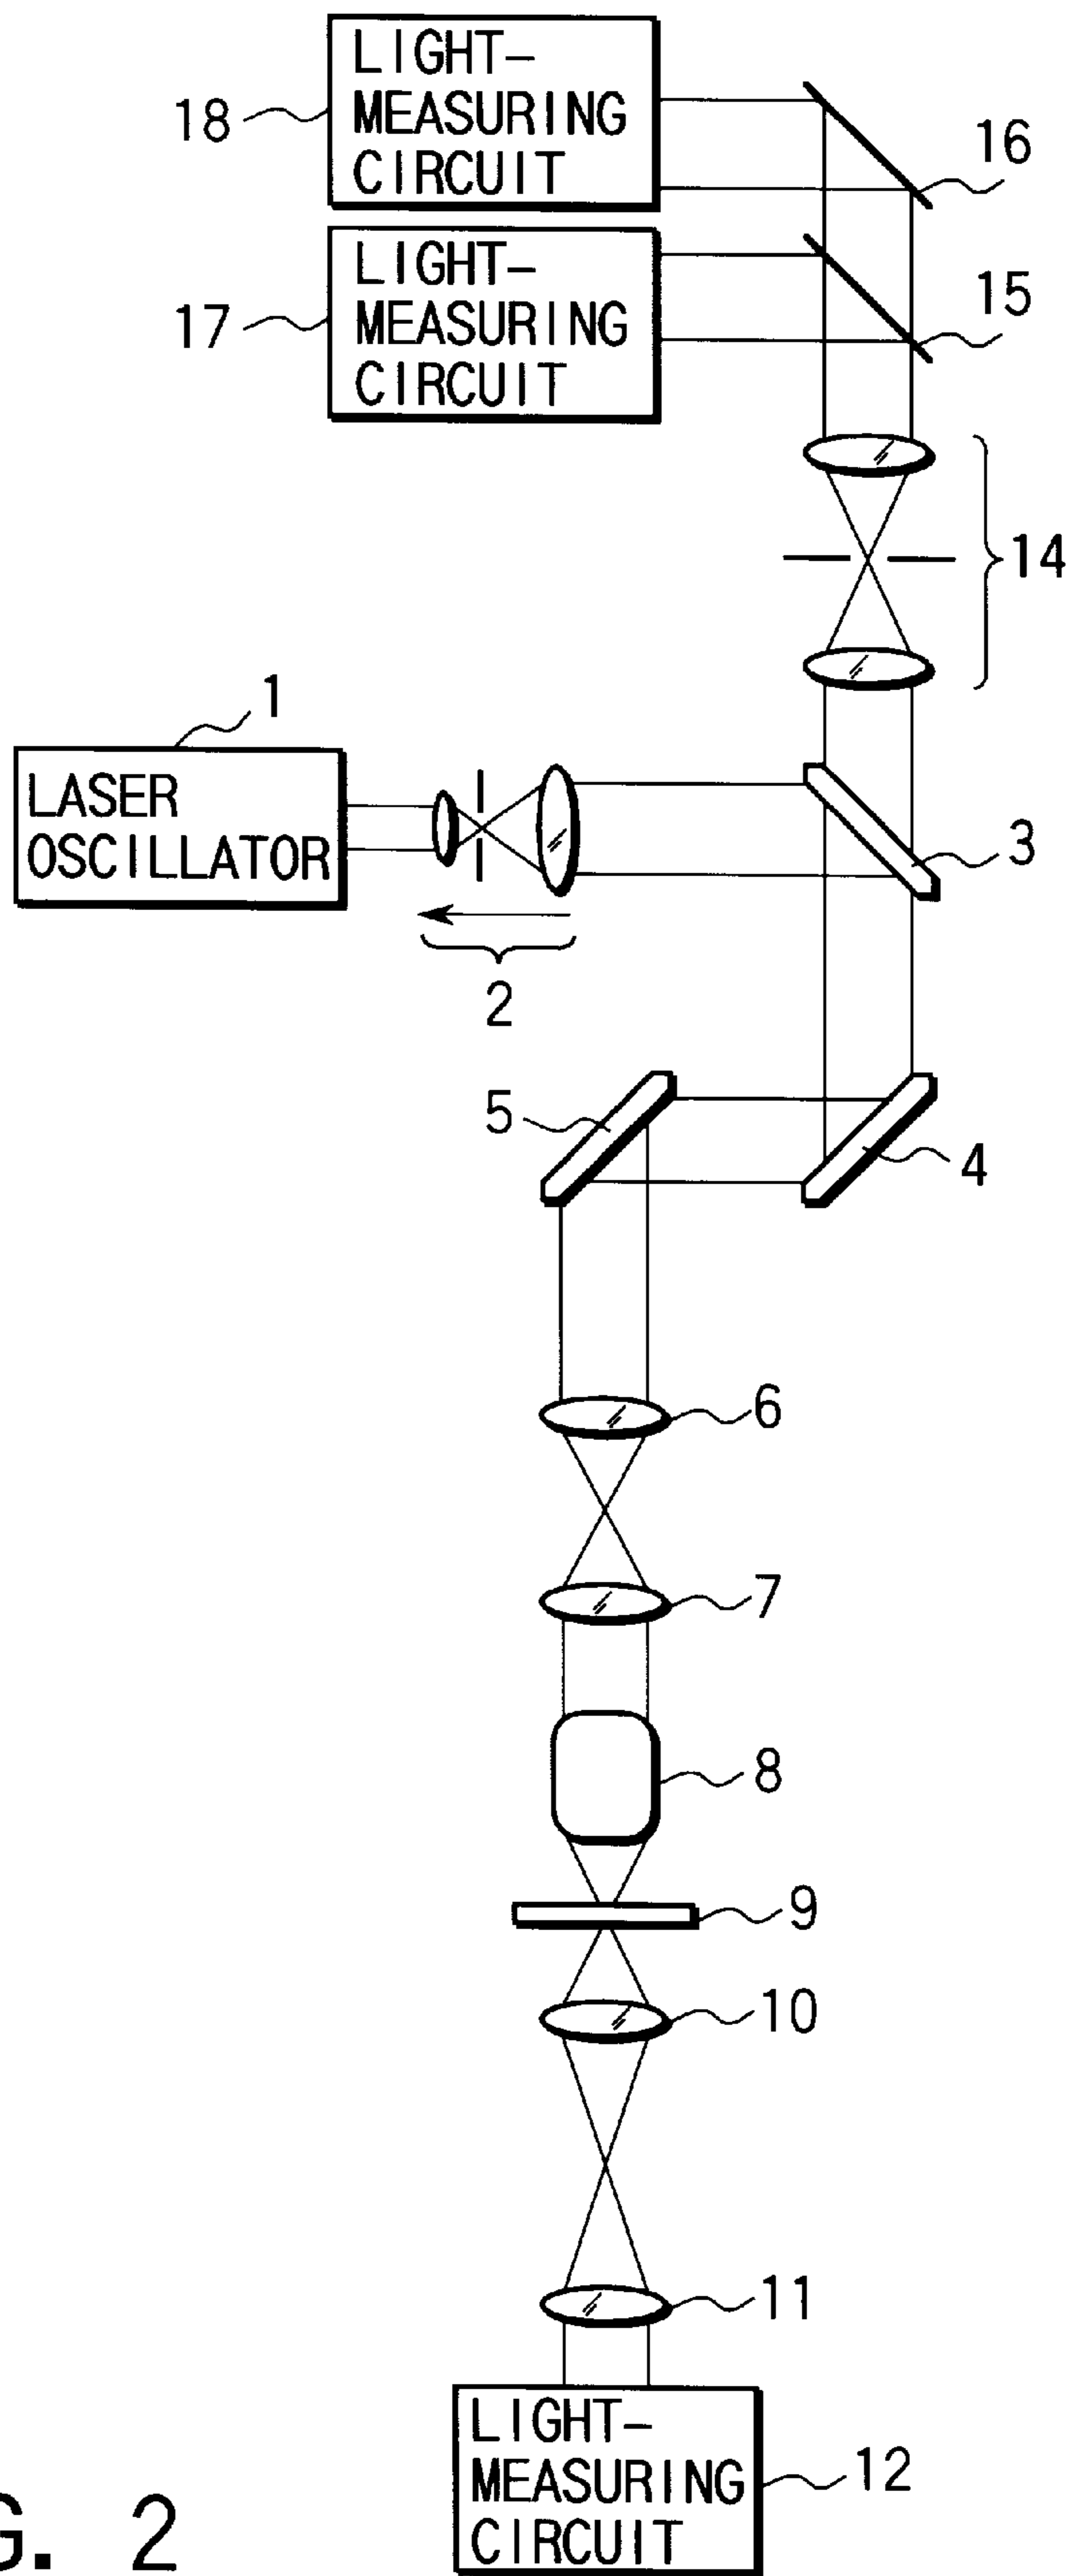 LIGHT-
MEASURING
CIRCUIT
18
16
LIGHT-
MEASURING
CIRCUIT
17
15
14
1
LASER
OSCILLATOR
3
2
5
4
6
7
8
9
10
11
LIGHT-
MEASURING
CIRCUIT
12
G. 2